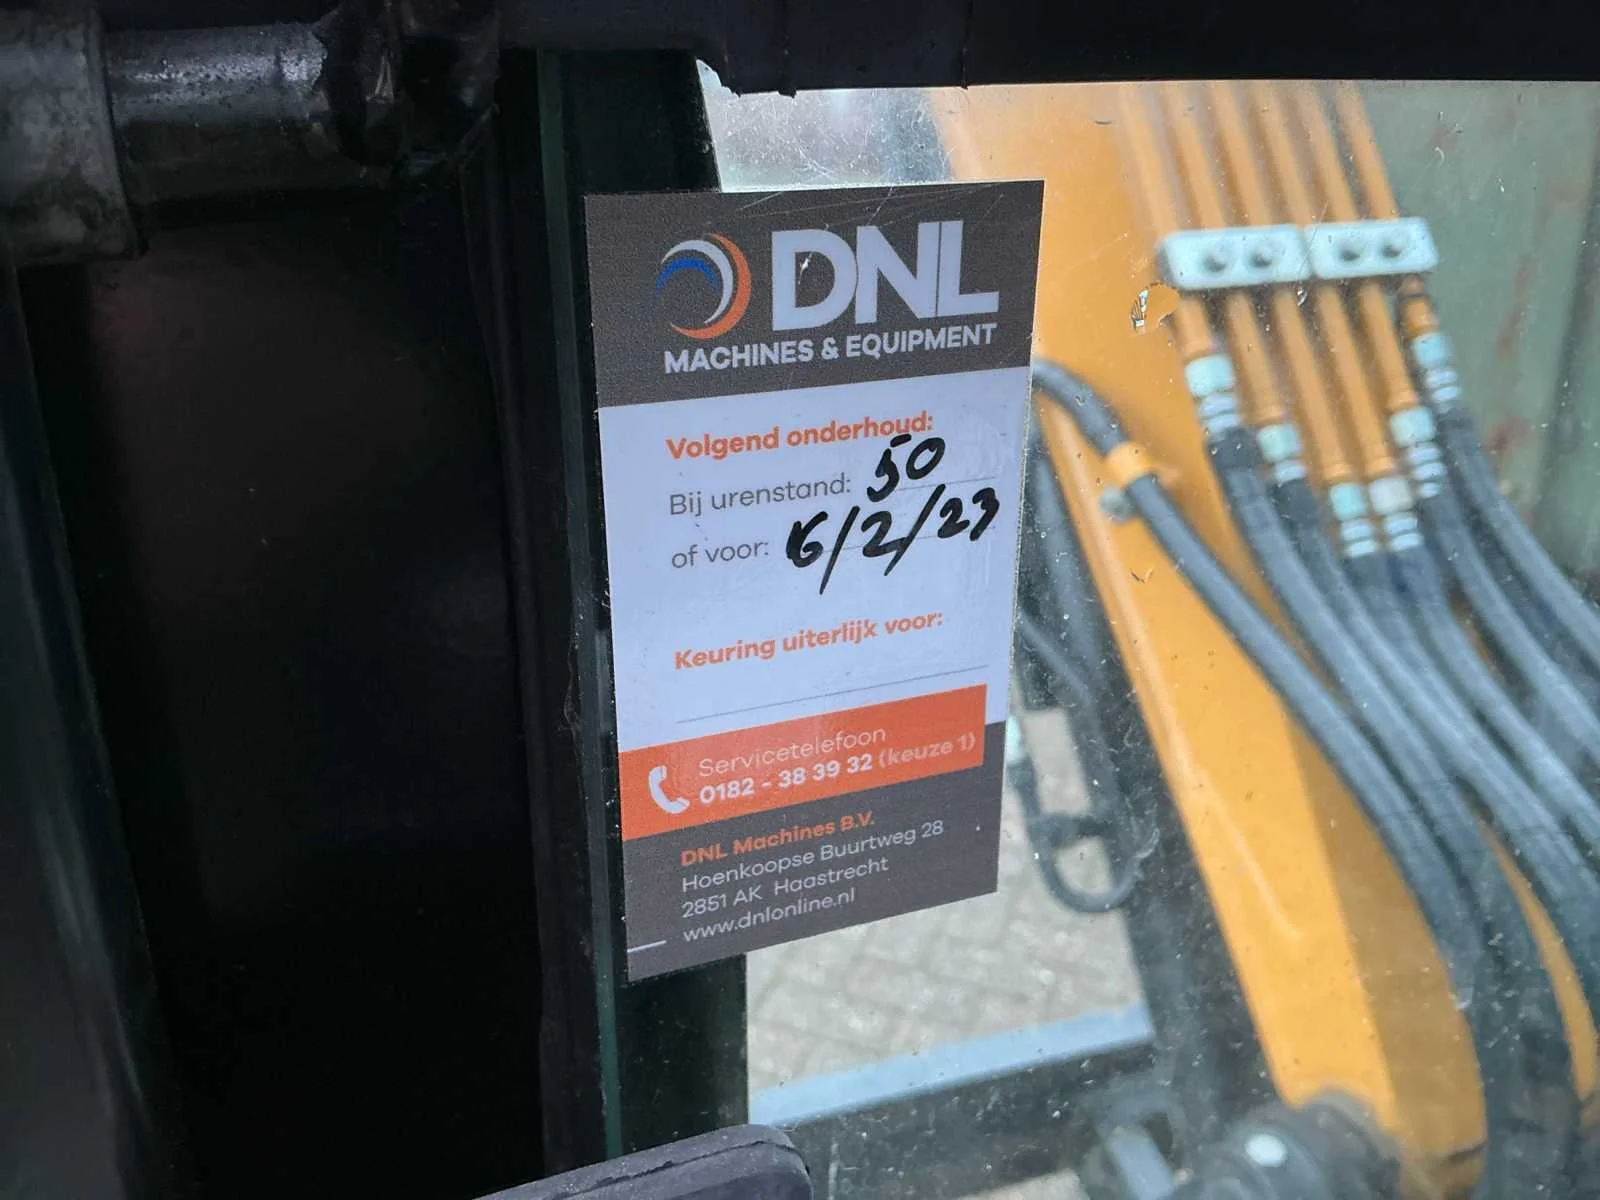 DNL
MACHINES & EQUIPMENT
Volgend onderhoud:
Bij urenstand: 50
of voor: 6/2/23
Keuring uiterlijk voor:
Servicetelefoon
0182 - 38 39 32 (keuze 1)
DNL Machines B.V.
Hoenkoopse Buurtweg 28
2851 AK Haastrecht
www.dnlonline.nl